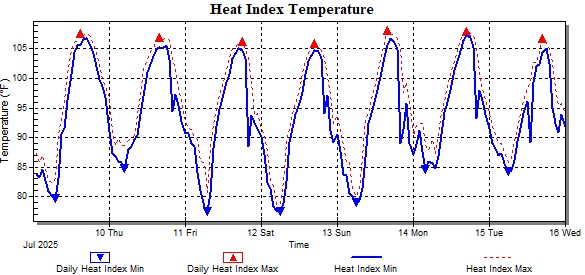 Heat Index Temperature
Temperature (°F)
105
100
95
90
85
80
10 Thu 11 Fri 12 Sat 13 Sun 14 Mon 15 Tue 16 Wed
Jul 2025 Time
Daily Heat Index Min Daily Heat Index Max Heat Index Min Heat Index Max